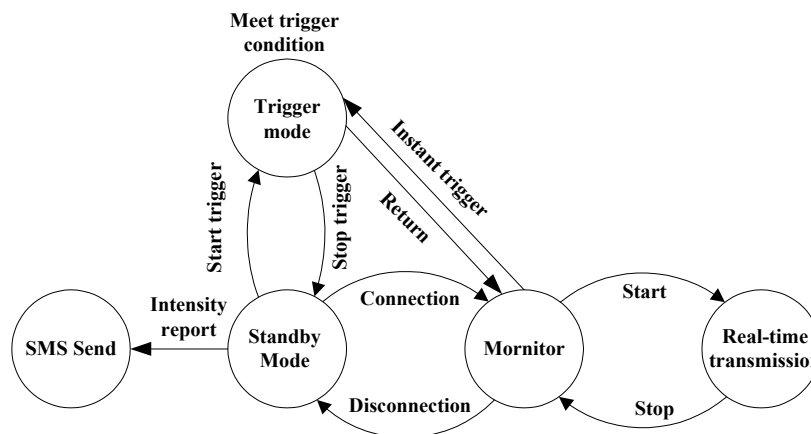 Meet trigger
condition
Trigger
mode
Instant trigger
Return
Start trigger
Stop trigger
Intensity
report
Connection
Start
SMS Send
Standby
Mode
Mornitor
Real-time
transmission
Disconnection
Stop